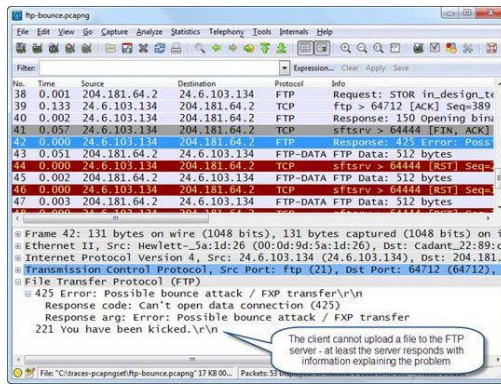 ftp-bounce.pcapng
File Edit View Go Capture Analyze Statistics Telephony Tools Internals Help
Filter: Expression... Clear Apply Save
No. Time Source Destination Protocol Info
38 0.001 204.181.64.2 24.6.103.134 FTP Request: STOR in_design_te
39 0.133 24.6.103.134 204.181.64.2 TCP ftp > 64712 [ACK] Seq=389
40 0.002 24.6.103.134 204.181.64.2 FTP Response: 150 Opening bina
41 0.057 24.6.103.134 204.181.64.2 TCP sftsrv > 64444 [FIN, ACK]
42 0.000 24.6.103.134 204.181.64.2 FTP Response: 425 Error: Poss
43 0.051 204.181.64.2 24.6.103.134 FTP-DATA FTP Data: 512 bytes
44 0.000 24.6.103.134 204.181.64.2 TCP sftsrv > 64444 [RST] Seq=
45 0.002 204.181.64.2 24.6.103.134 FTP-DATA FTP Data: 512 bytes
46 0.000 24.6.103.134 204.181.64.2 TCP sftsrv > 64444 [RST] Seq=
47 0.003 204.181.64.2 24.6.103.134 FTP-DATA FTP Data: 512 bytes
Frame 42: 131 bytes on wire (1048 bits), 131 bytes captured (1048 bits) on i
Ethernet II, Src: Hewlett-_5a:1d:26 (00:0d:9d:5a:1d:26), Dst: Cadant_22:89:c
Internet Protocol Version 4, Src: 24.6.103.134 (24.6.103.134), Dst: 204.181.
Transmission Control Protocol, Src Port: ftp (21), Dst Port: 64712 (64712),
File Transfer Protocol (FTP)
425 Error: Possible bounce attack / FXP transfer\r\n
Response code: Can't open data connection (425)
Response arg: Error: Possible bounce attack / FXP transfer
221 You have been kicked.\r\n
The client cannot upload a file to the FTP
server - at least the server responds with
information explaining the problem
File: "C:\traces-pcapngset\ftp-bounce.pcapng" 17 KB 00... Packets: 53